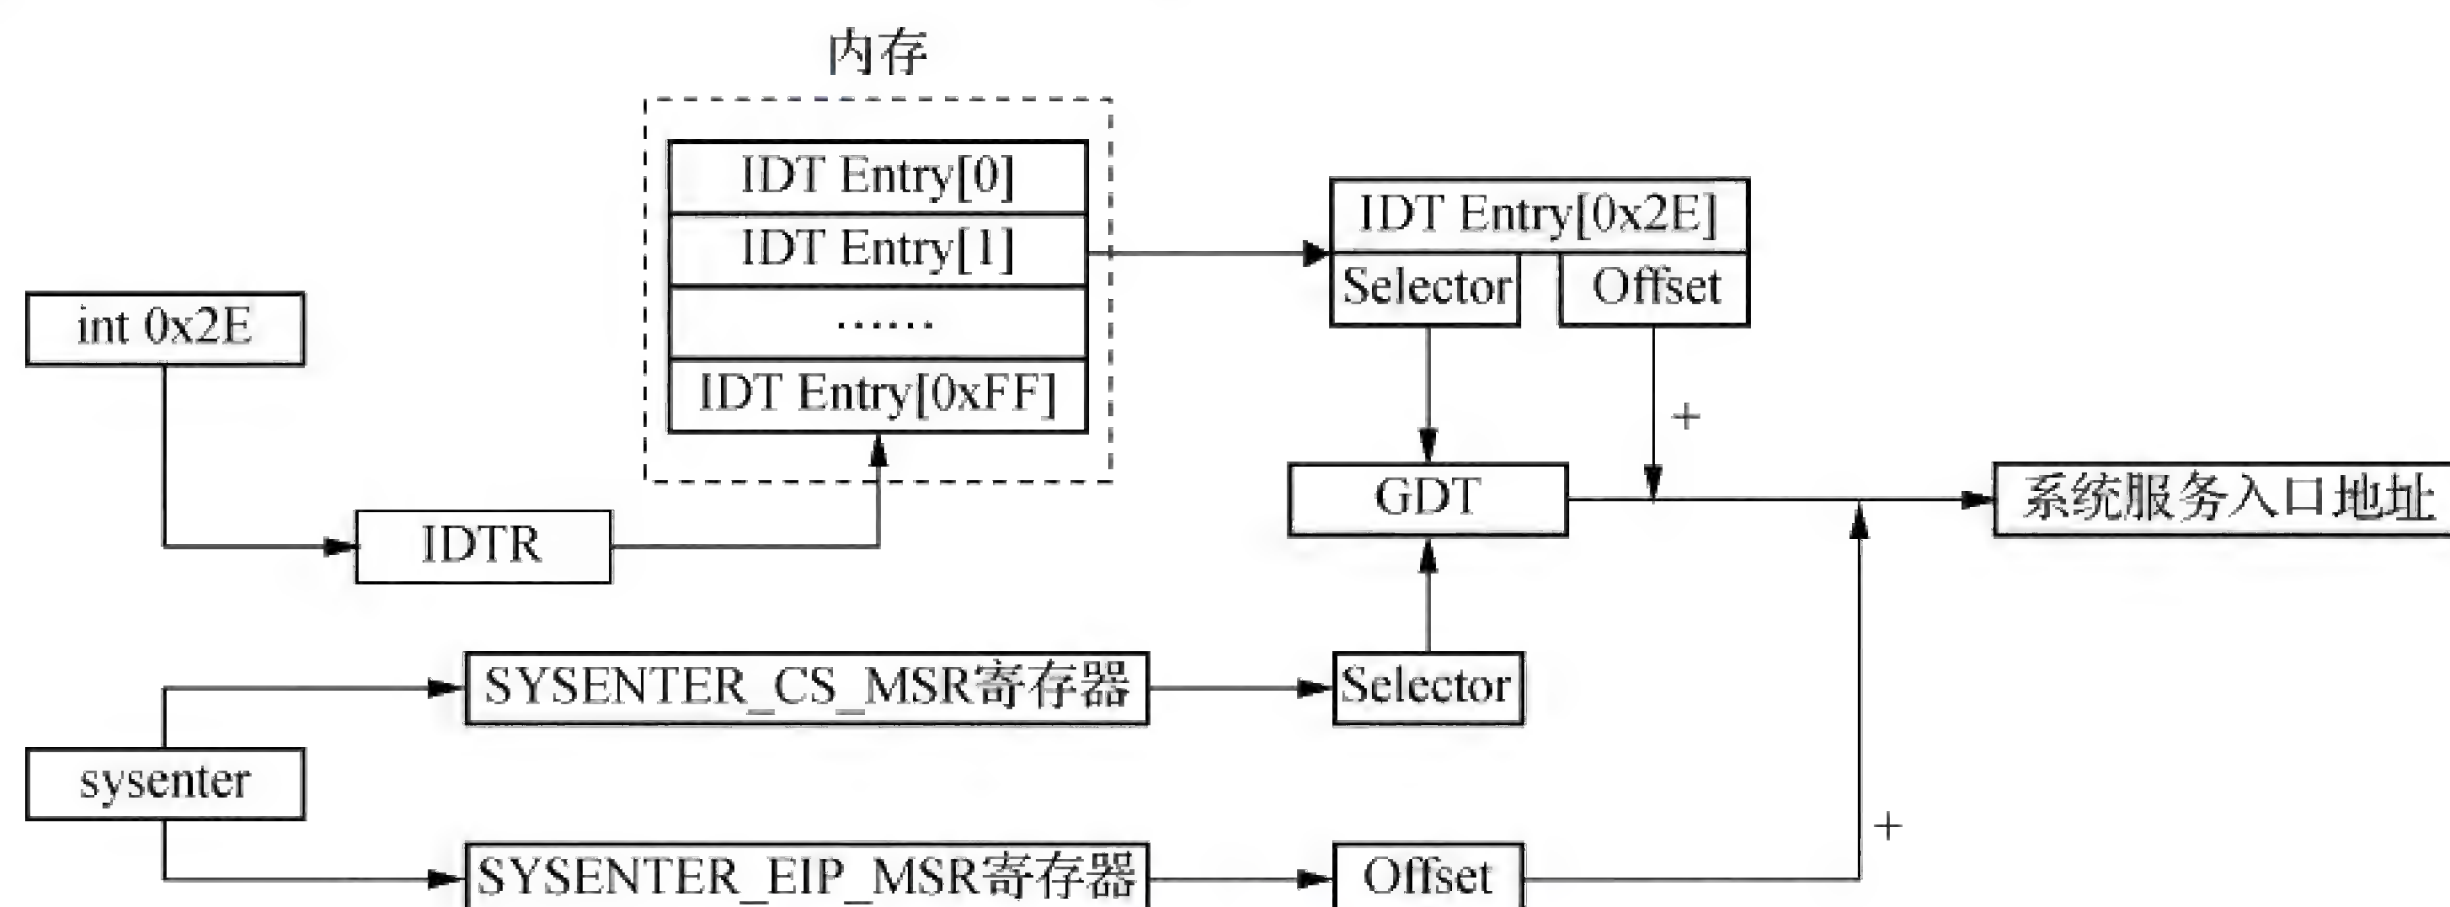 内存
IDT Entry[0]
IDT Entry[1]
......
IDT Entry[0xFF]
IDT Entry[0x2E]
Selector
Offset
int 0x2E
+
GDT
系统服务入口地址
IDTR
SYSENTER_CS_MSR寄存器
Selector
sysenter
+
SYSENTER_EIP_MSR寄存器
Offset